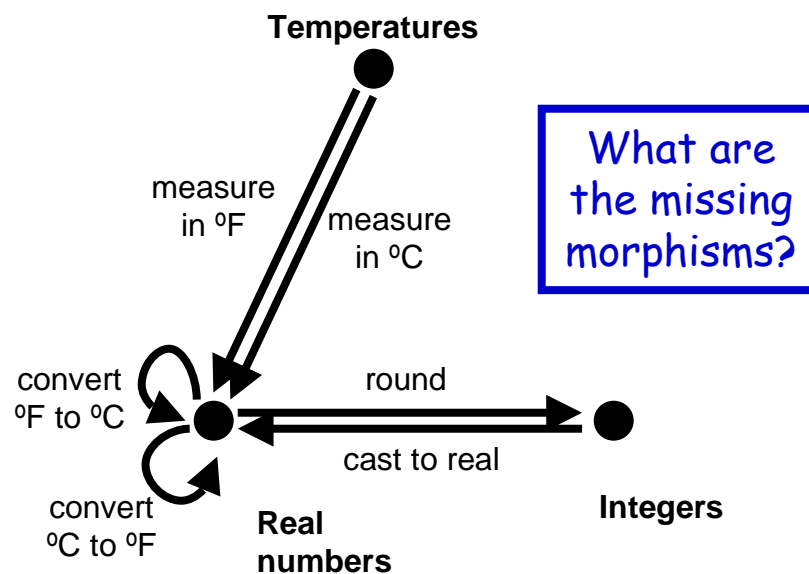 Temperatures
What are
the missing
morphisms?
measure
in ºF
measure
in ºC
convert
ºF to ºC
round
cast to real
convert
ºC to ºF
Real
numbers
Integers